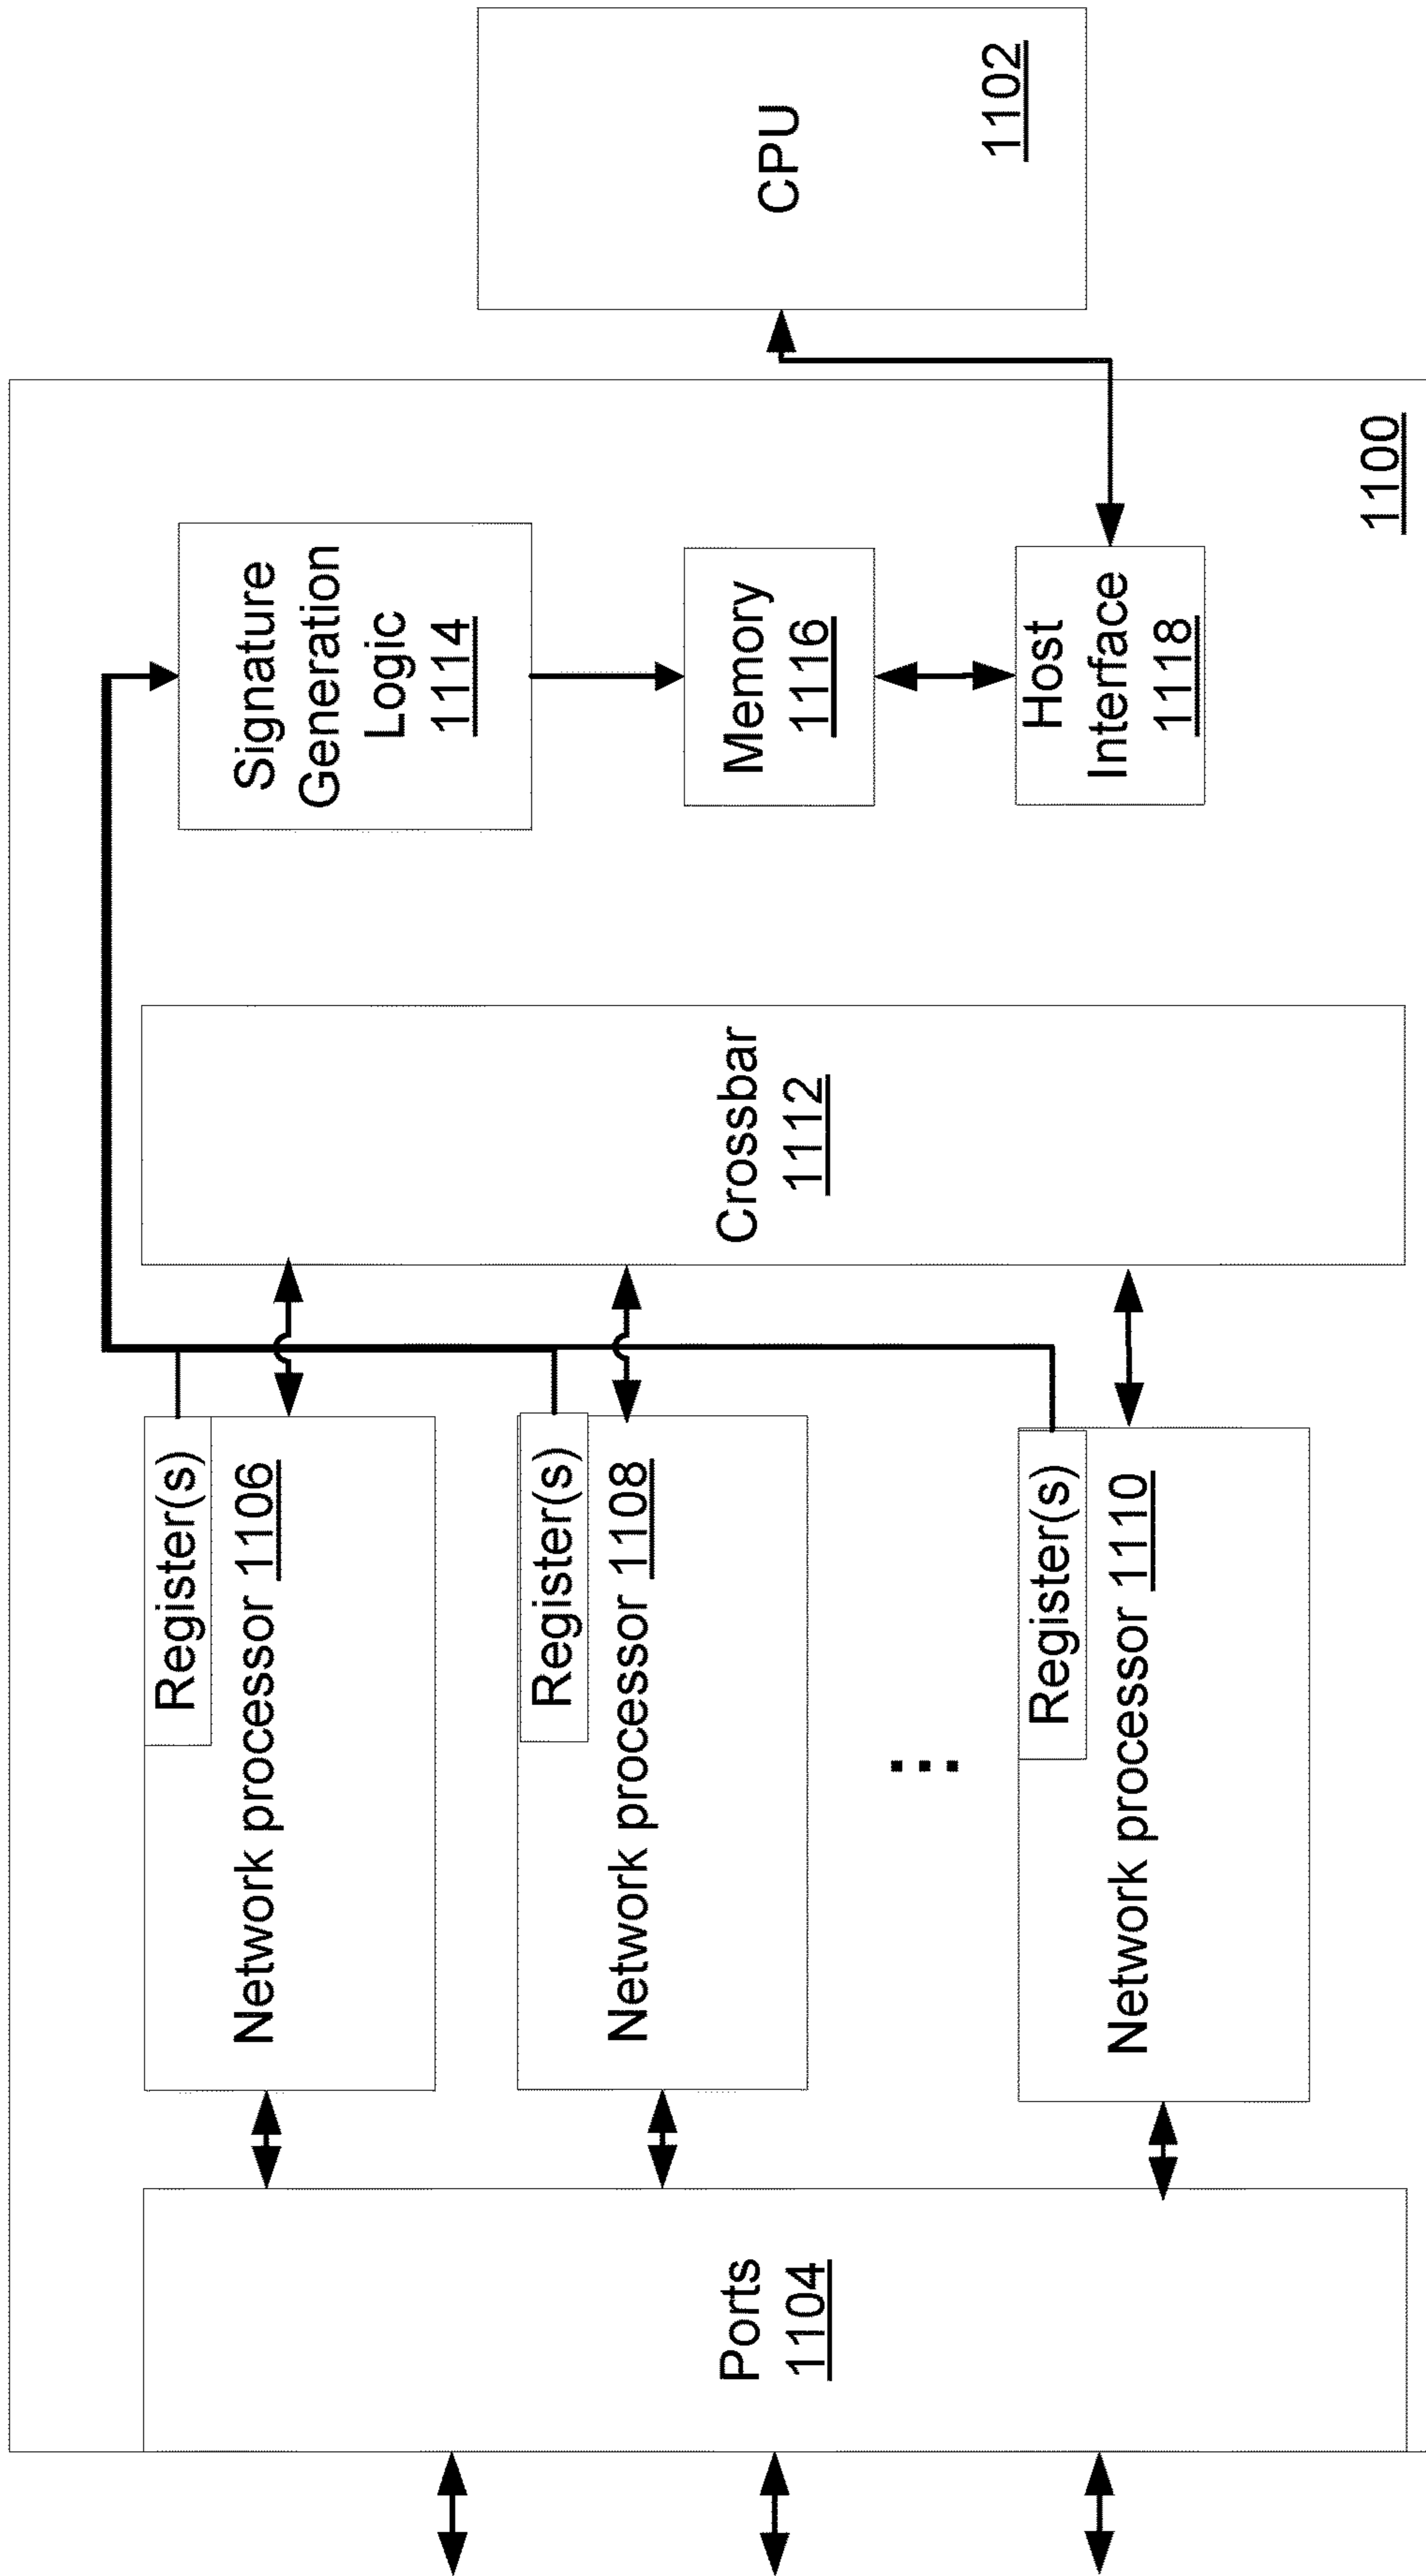 Ports
1104
Register(s)
Network processor 1106
Register(s)
Network processor 1108
...
Register(s)
Network processor 1110
Crossbar
1112
Signature
Generation
Logic
1114
Memory
1116
Host
Interface
1118
1100
CPU
1102